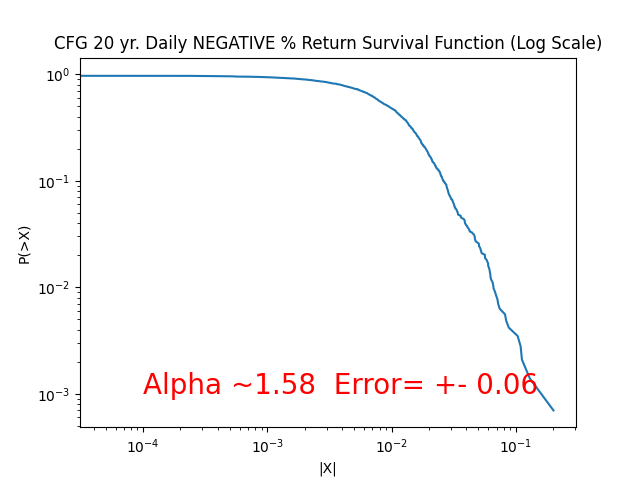 CFG 20 yr. Daily NEGATIVE % Return Survival Function (Log Scale)
10⁰
10⁻¹
10⁻²
10⁻³
P(>X)
Alpha ~1.58  Error= +- 0.06
10⁻⁴
10⁻³
10⁻²
10⁻¹
|X|